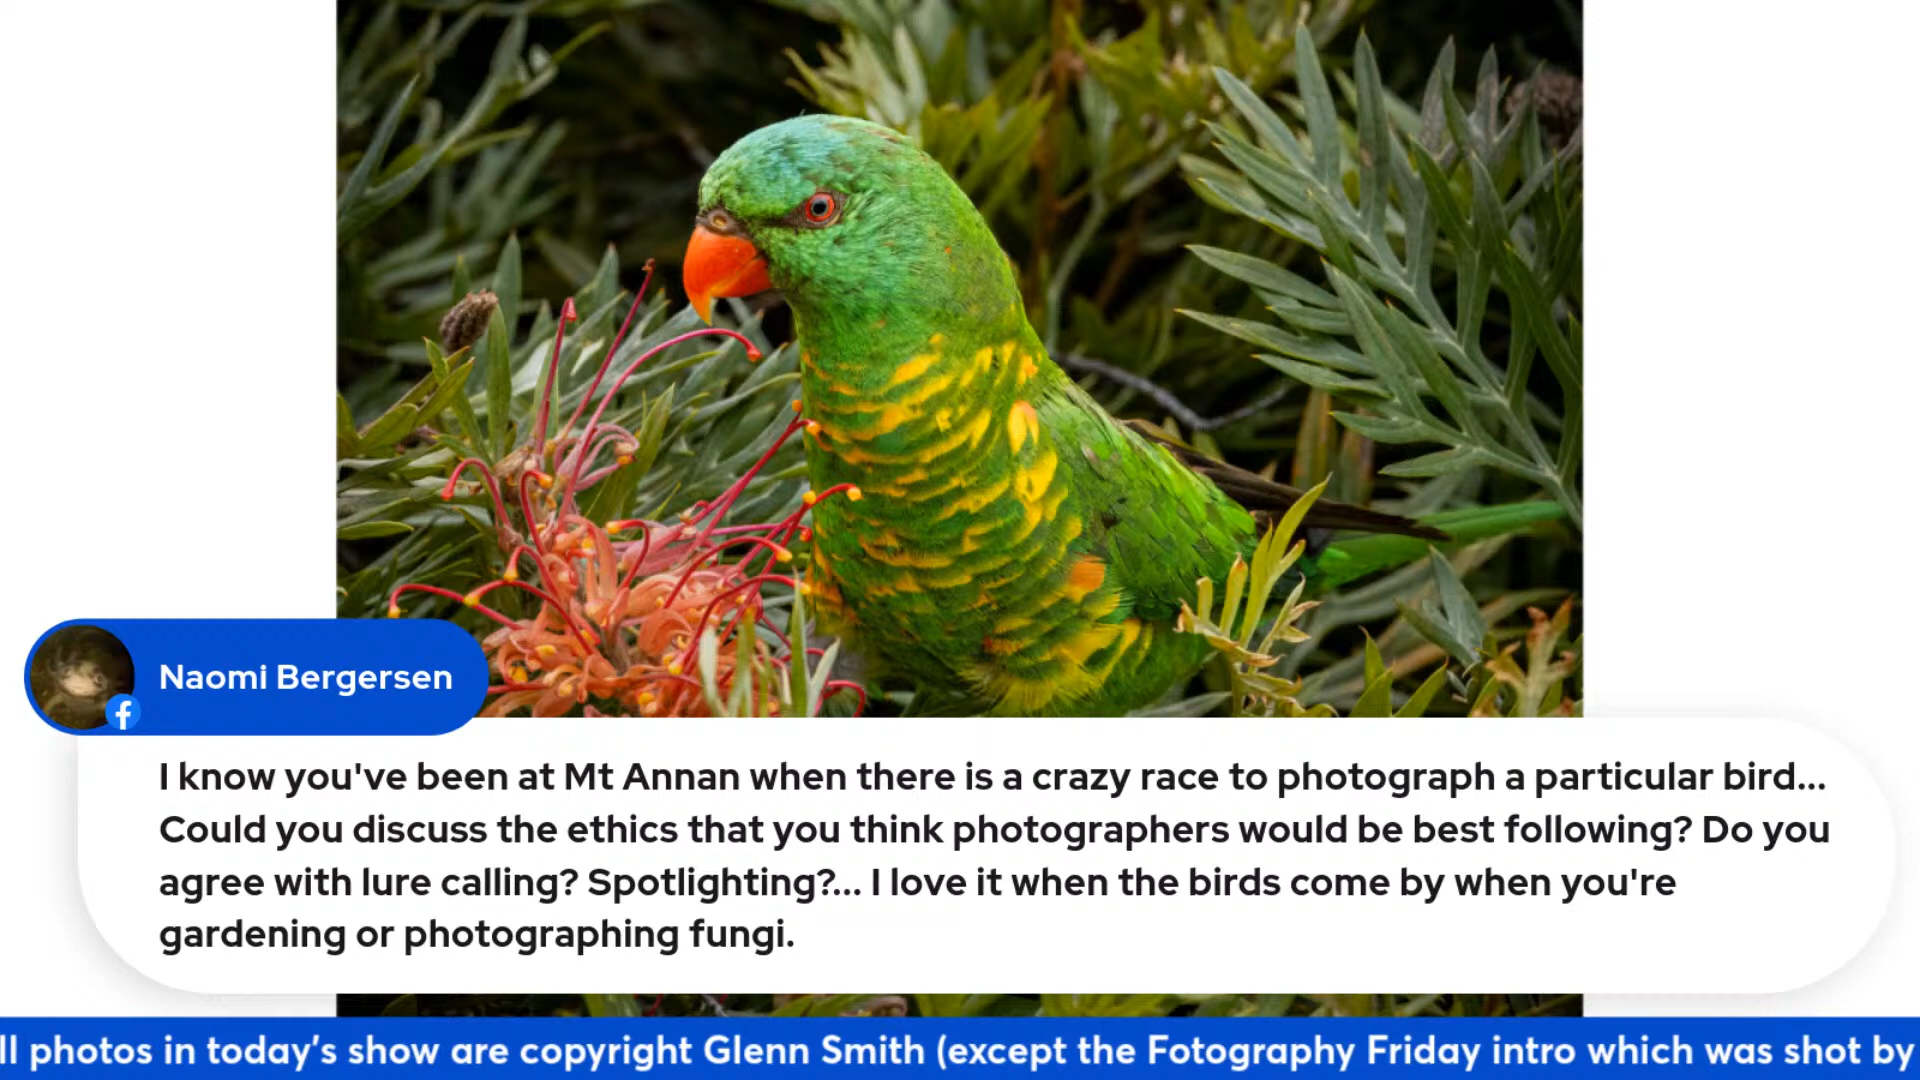 Naomi Bergersen
I know you've been at Mt Annan when there is a crazy race to photograph a particular bird...
Could you discuss the ethics that you think photographers would be best following? Do you
agree with lure calling? Spotlighting?... I love it when the birds come by when you're
gardening or photographing fungi.
ll photos in today's show are copyright Glenn Smith (except the Fotography Friday intro which was shot by